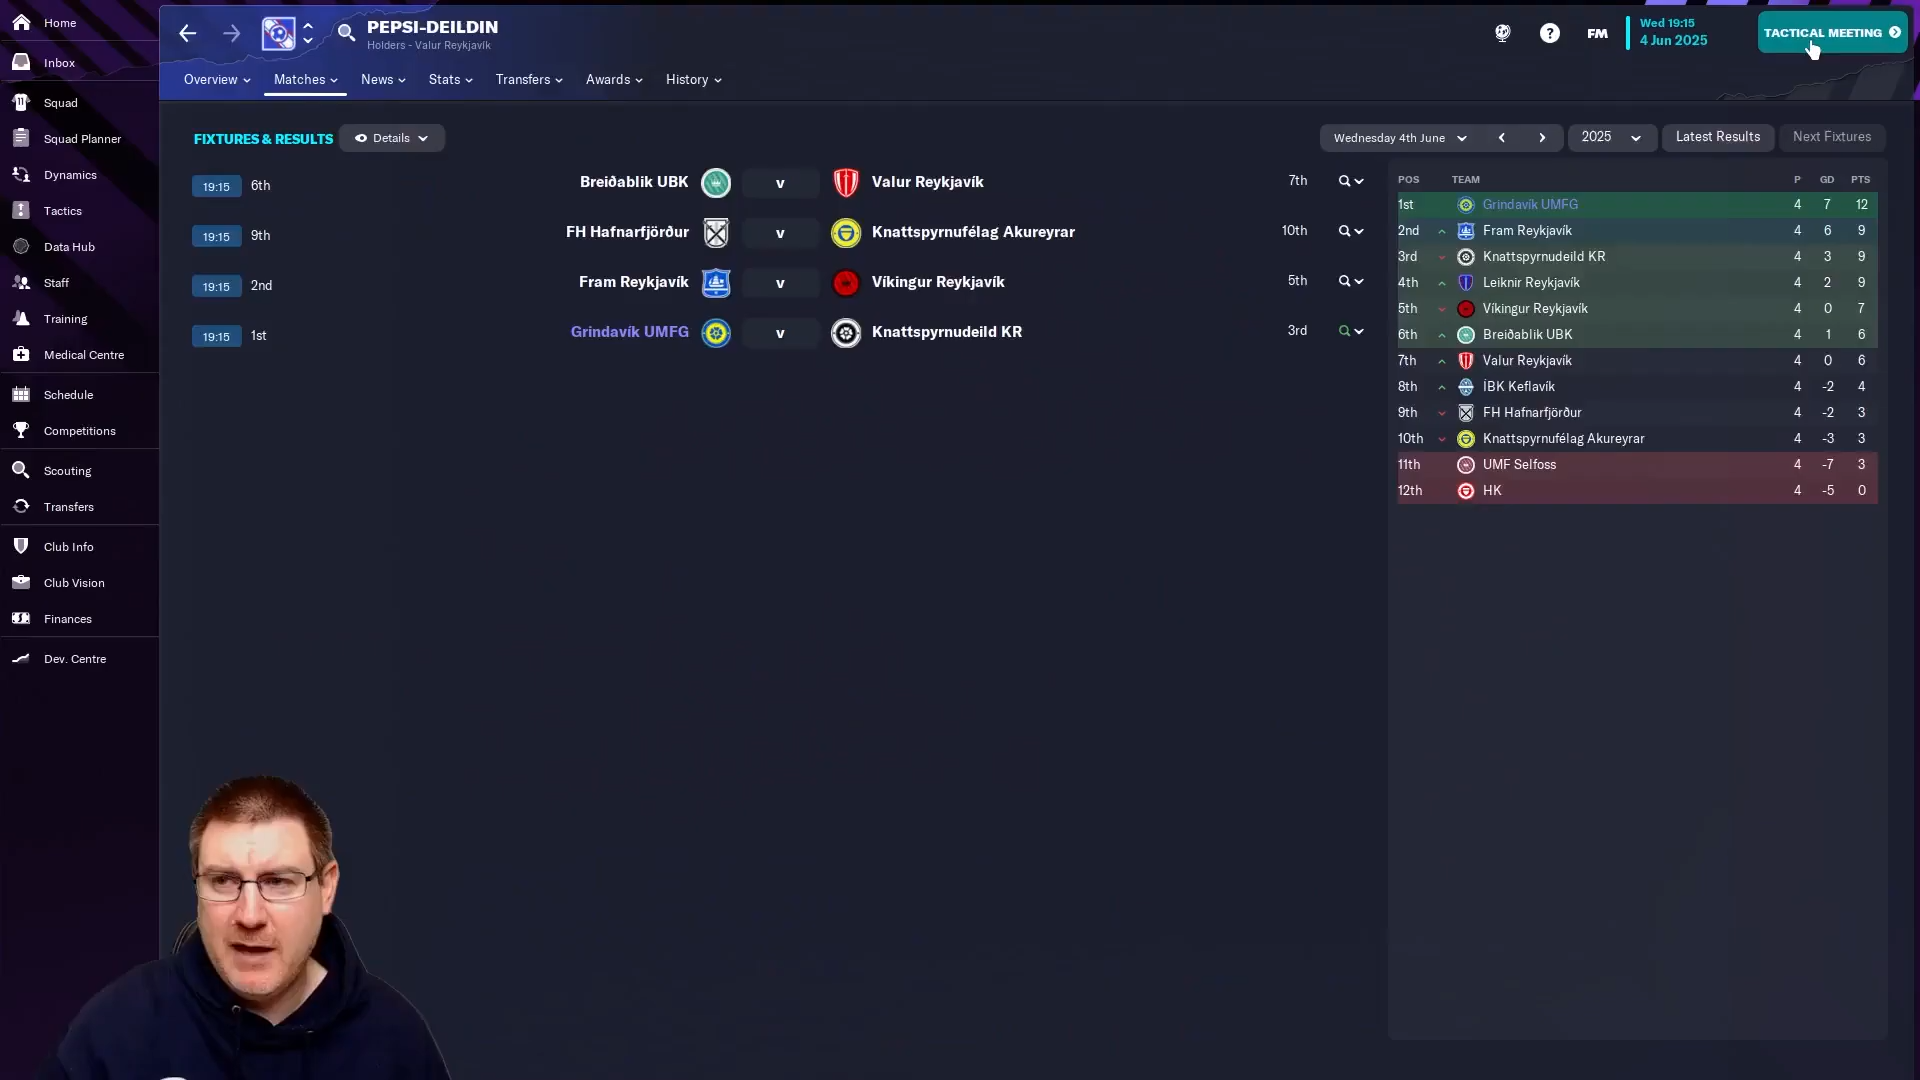 Home
Inbox
Squad
Squad Planner
Dynamics
Tactics
Data Hub
Staff
Training
Medical Centre
Schedule
Competitions
Scouting
Transfers
Club Info
Club Vision
Finances
Dev. Centre
PEPSI-DEILDIN
Holders - Valur Reykjavík
? FM
Wed 19:15
4 Jun 2025
TACTICAL MEETING
Overview Matches News Stats Transfers Awards History
FIXTURES & RESULTS Details
Wednesday 4th June 2025 Latest Results Next Fixtures
19:15 6th Breiðablik UBK v Valur Reykjavík 7th
19:15 9th FH Hafnarfjörður v Knattspyrnufélag Akureyrar 10th
19:15 2nd Fram Reykjavík v Víkingur Reykjavík 5th
19:15 1st Grindavík UMFG v Knattspyrnudeild KR 3rd
POS TEAM P GD PTS
1st Grindavík UMFG 4 7 12
2nd Fram Reykjavík 4 6 9
3rd Knattspyrnudeild KR 4 3 9
4th Leiknir Reykjavík 4 2 9
5th Víkingur Reykjavík 4 0 7
6th Breiðablik UBK 4 1 6
7th Valur Reykjavík 4 0 6
8th ÍBK Keflavík 4 -2 4
9th FH Hafnarfjörður 4 -2 3
10th Knattspyrnufélag Akureyrar 4 -3 3
11th UMF Selfoss 4 -7 3
12th HK 4 -5 0